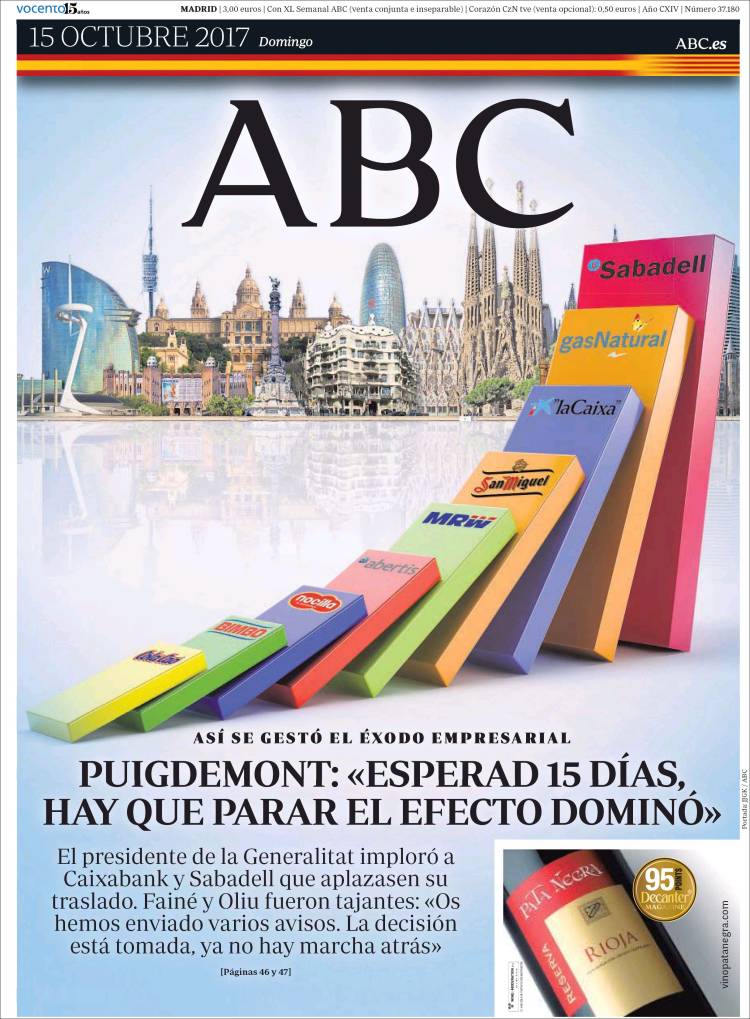 vocento 15 años
MADRID | 3,00 euros | Con XL Semanal ABC (venta conjunta e inseparable) | Corazón CzN tve (venta opcional): 0,50 euros | Año CXIV | Número 37.180
15 OCTUBRE 2017 Domingo
ABC.es
ABC
W
Sabadell
gasNatural
"laCaixa"
San Miguel
MRW
abertis
nocilla
BIMBO
Cola Cao
ASÍ SE GESTÓ EL ÉXODO EMPRESARIAL
PUIGDEMONT: «ESPERAD 15 DÍAS,
HAY QUE PARAR EL EFECTO DOMINÓ»
El presidente de la Generalitat imploró a
Caixabank y Sabadell que aplazasen su
traslado. Fainé y Oliu fueron tajantes: «Os
hemos enviado varios avisos. La decisión
está tomada, ya no hay marcha atrás»
[Páginas 46 y 47]
Portada: JJGK / ABC
PATA NEGRA
RESERVA
RIOJA
95 POINTS
Decanter
MAGAZINE
vinopatanegra.com